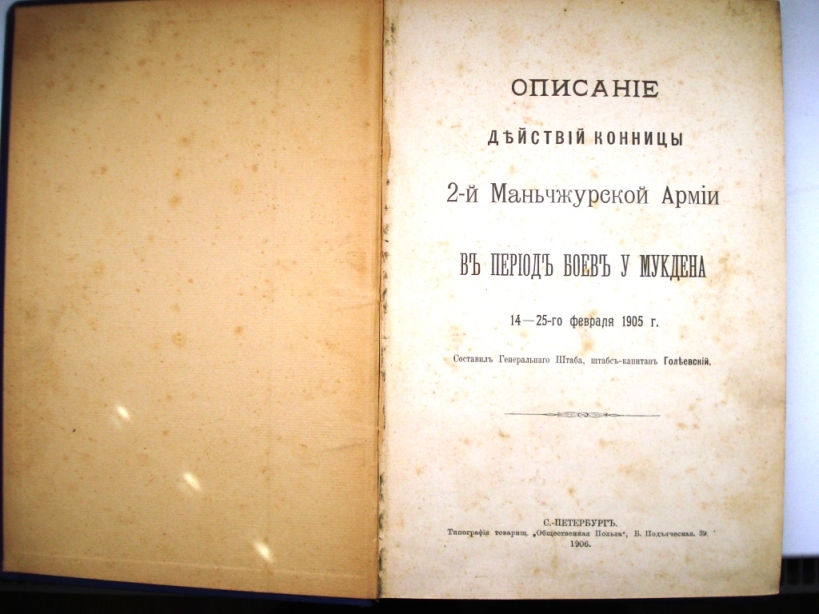 ОПИСАНІЕ
ДѢЙСТВІЙ КОННИЦЫ
2-й Маньчжурской Арміи
ВЪ ПЕРІОДЪ БОЕВЪ У МУКДЕНА
14—25-го февраля 1905 г.
Составилъ Генеральнаго Штаба, штабсъ-капитанъ Голѣевскій.
С.-ПЕТЕРБУРГЪ.
Типографія товарищ. „Общественная Польза", Б. Подъяческая. 39.
1906.